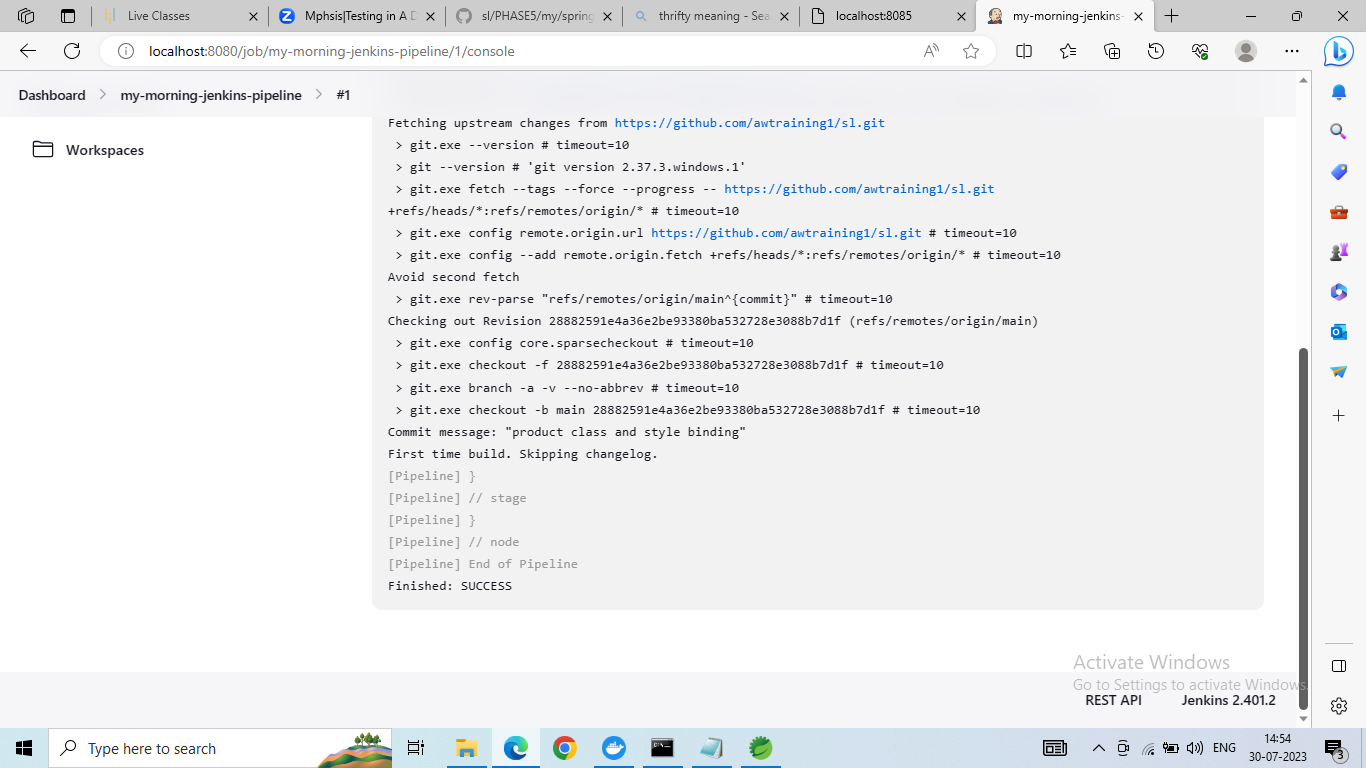 Live Classes
Mphsis|Testing in A D
sl/PHASE5/my/spring
thrifty meaning - Sea
localhost:8085
my-morning-jenkins-
localhost:8080/job/my-morning-jenkins-pipeline/1/console
Dashboard
my-morning-jenkins-pipeline
#1
Workspaces
Fetching upstream changes from https://github.com/awtraining1/sl.git
> git.exe --version # timeout=10
> git --version # 'git version 2.37.3.windows.1'
> git.exe fetch --tags --force --progress -- https://github.com/awtraining1/sl.git
+refs/heads/*:refs/remotes/origin/* # timeout=10
> git.exe config remote.origin.url https://github.com/awtraining1/sl.git # timeout=10
> git.exe config --add remote.origin.fetch +refs/heads/*:refs/remotes/origin/* # timeout=10
Avoid second fetch
> git.exe rev-parse "refs/remotes/origin/main^{commit}" # timeout=10
Checking out Revision 28882591e4a36e2be93380ba532728e3088b7d1f (refs/remotes/origin/main)
> git.exe config core.sparsecheckout # timeout=10
> git.exe checkout -f 28882591e4a36e2be93380ba532728e3088b7d1f # timeout=10
> git.exe branch -a -v --no-abbrev # timeout=10
> git.exe checkout -b main 28882591e4a36e2be93380ba532728e3088b7d1f # timeout=10
Commit message: "product class and style binding"
First time build. Skipping changelog.
[Pipeline] }
[Pipeline] // stage
[Pipeline] }
[Pipeline] // node
[Pipeline] End of Pipeline
Finished: SUCCESS
Activate Windows
Go to Settings to activate Windows.
REST API
Jenkins 2.401.2
Type here to search
ENG
14:54
30-07-2023
3